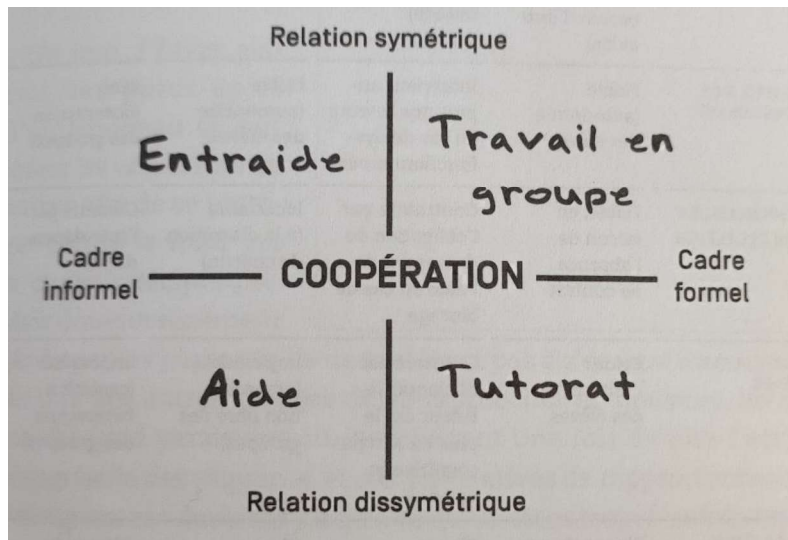 Relation symétrique
Entraide
Travail en
groupe
Cadre
informel
COOPÉRATION
Cadre
formel
Aide
Tutorat
Relation dissymétrique